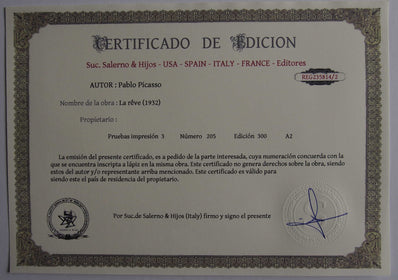 CERTIFICADO DE EDICION
Suc. Salerno & Hijos - USA - SPAIN - ITALY - FRANCE - Editores
REG235814/2
AUTOR : Pablo Picasso
Nombre de la obra : La rêve (1932)
Propietario :
Pruebas impresión 3 Número 205 Edición 300 A2
La emisión del presente certificado, es a pedido de la parte interesada, cuya numeración concuerda con la
que se encuentra inscripta a lápiz en la misma obra. Este certificado no genera derechos sobre la obra, siendo
estos del autor y/o representante arriba mencionado. Este certificado es válido para
siendo este el país de residencia del propietario.
Por Suc.de Salerno & Hijos (Italy) firmo y signo el presente